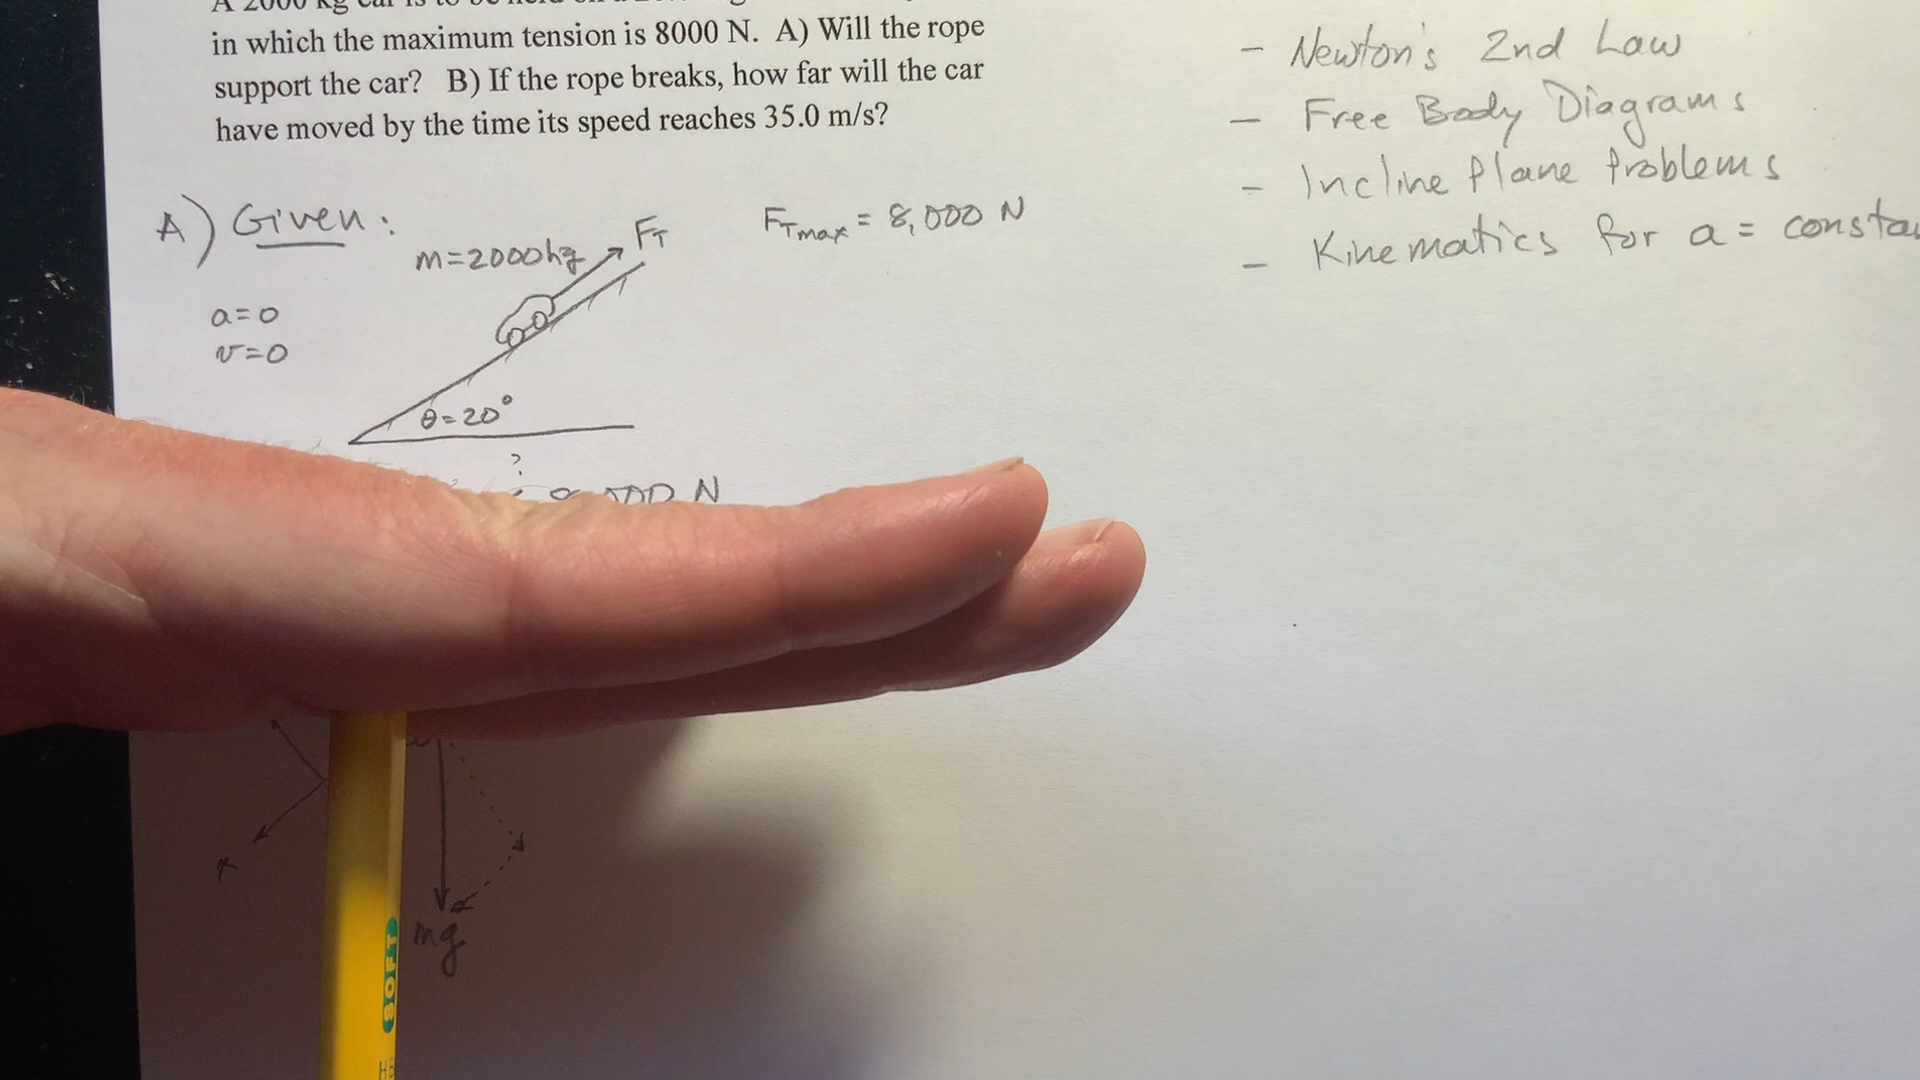 in which the maximum tension is 8000 N. A) Will the rope
support the car? B) If the rope breaks, how far will the car
have moved by the time its speed reaches 35.0 m/s?
- Newton's 2nd Law
- Free Body Diagrams
- Incline Plane Problems
- Kinematics for a = consta
A) Given:
m=2000kg
FT
FTmax = 8,000 N
a=0
v=0
θ=20°
?
N
x
mg
SOFT